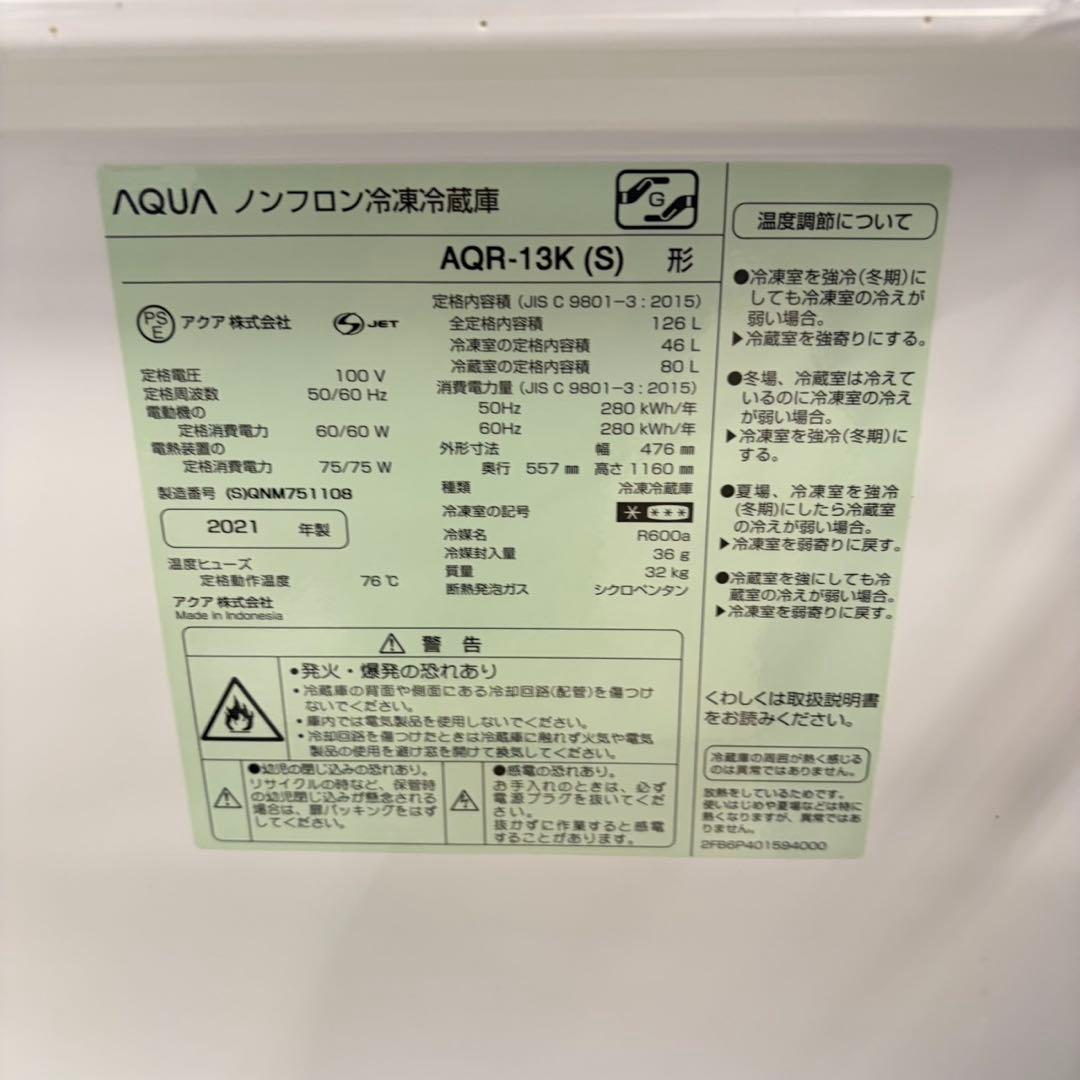 AQUA ノンフロン冷凍冷蔵庫
G
AQR-13K (S) 形
PS
E
アクア 株式会社
S JET
定格電圧 100 V
定格周波数 50/60 Hz
電動機の
定格消費電力 60/60 W
電熱装置の
定格消費電力 75/75 W
製造番号 (S)QNM751108
2021 年製
温度ヒューズ
定格動作温度 76 ℃
アクア 株式会社
Made in Indonesia
定格内容積 (JIS C 9801-3 : 2015)
全定格内容積 126 L
冷凍室の定格内容積 46 L
冷蔵室の定格内容積 80 L
消費電力量 (JIS C 9801-3 : 2015)
50Hz 280 kWh/年
60Hz 280 kWh/年
外形寸法 幅 476 ㎜
奥行 557 ㎜ 高さ 1160 ㎜
種類 冷凍冷蔵庫
冷凍室の記号 * ***
冷媒名 R600a
冷媒封入量 36 g
質量 32 kg
断熱発泡ガス シクロペンタン
⚠ 警 告
•発火・爆発の恐れあり
・冷蔵庫の背面や側面にある冷却回路(配管)を傷つけ
ないでください。
・庫内では電気製品を使用しないでください。
・冷却回路を傷つけたときは冷蔵庫に触れず火気や電気
製品の使用を避け窓を開けて換気してください。
●幼児の閉じ込みの恐れあり。
リサイクルの時など、保管時
の幼児閉じ込みが懸念される
場合は、扉パッキングをはず
してください。
●感電の恐れあり。
お手入れのときは、必ず
電源プラグを抜いてくだ
さい。
抜かずに作業すると感電
することがあります。
温度調節について
●冷凍室を強冷(冬期)に
しても冷凍室の冷えが
弱い場合。
▶冷蔵室を強寄りにする。
●冬場、冷蔵室は冷えて
いるのに冷凍室の冷え
が弱い場合。
▶冷凍室を強冷(冬期)に
する。
●夏場、冷凍室を強冷
(冬期)にしたら冷蔵室
の冷えが弱い場合。
▶冷凍室を弱寄りに戻す。
●冷蔵室を強にしても冷
蔵室の冷えが弱い場合。
▶冷凍室を弱寄りに戻す。
くわしくは取扱説明書
をお読みください。
冷蔵庫の周囲が熱く感じる
のは異常ではありません。
放熱をしているためです。
使いはじめや夏場などは特に
熱くなりますが、異常ではあ
りません。
2FB6P401594000